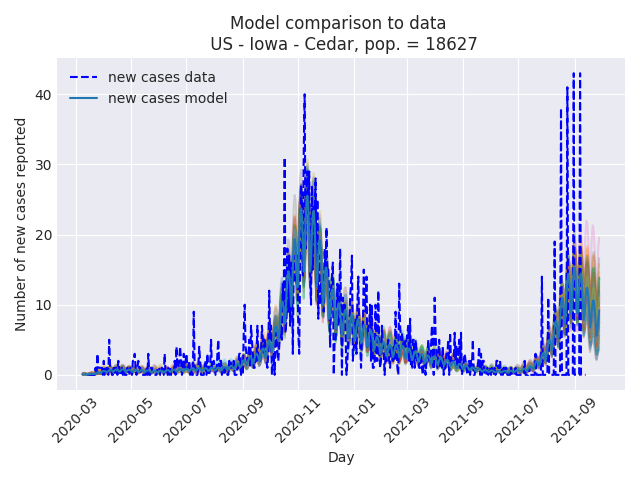 Model comparison to data
US - Iowa - Cedar, pop. = 18627
new cases data
new cases model
Number of new cases reported
40
30
20
10
0
2020-03
2020-05
2020-07
2020-09
2020-11
2021-01
2021-03
2021-05
2021-07
2021-09
Day